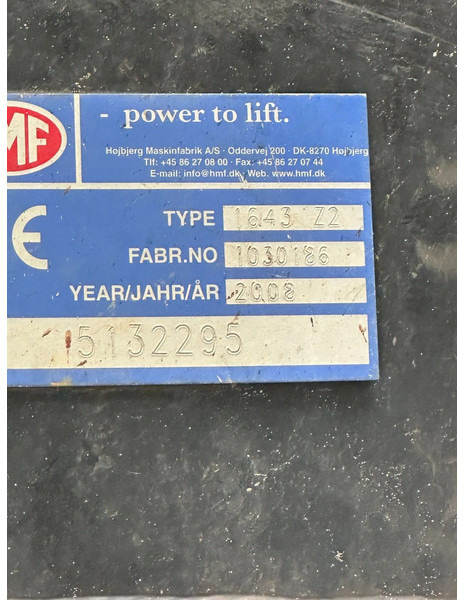 MF
- power to lift.
Højbjerg Maskinfabrik A/S · Oddervej 200 · DK-8270 Højbjerg
Tlf: +45 86 27 08 00 · Fax: +45 86 27 07 44
E-mail: info@hmf.dk · Web. www.hmf.dk
CE
TYPE 1643 Z2
FABR.NO 1030186
YEAR/JAHR/ÅR 2008
5132295